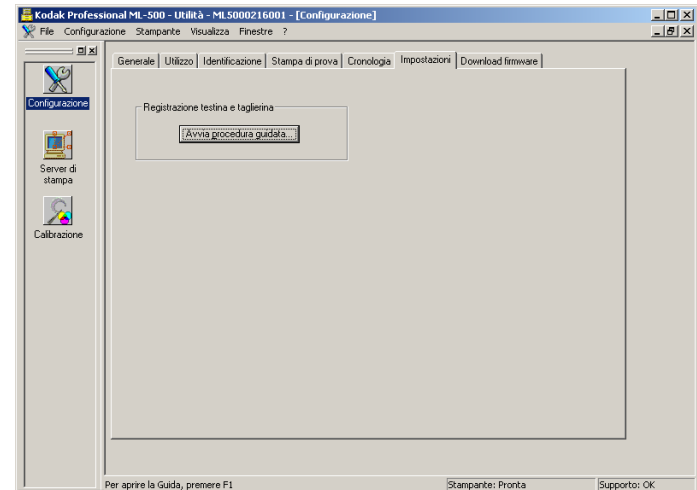 Kodak Professional ML-500 - Utilità - ML5000216001 - [Configurazione]
File Configurazione Stampante Visualizza Finestre ?
Generale Utilizzo Identificazione Stampa di prova Cronologia Impostazioni Download firmware
Configurazione
Registrazione testina e taglierina
Avvia procedura guidata...
Server di
stampa
Calibrazione
Per aprire la Guida, premere F1 Stampante: Pronta Supporto: OK